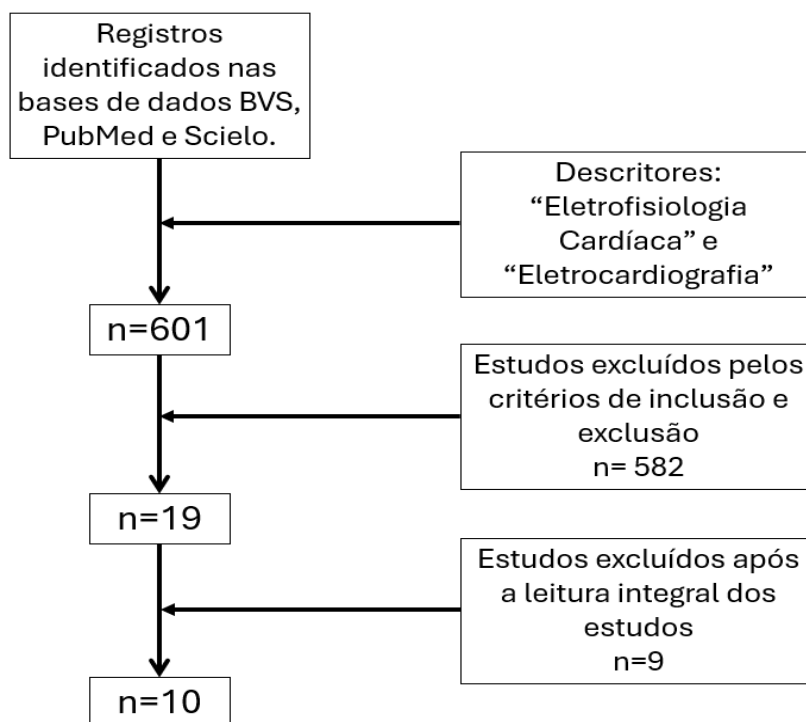 Registros
identificados nas
bases de dados BVS,
PubMed e Scielo.
Descritores:
“Eletrofisiologia
Cardíaca” e
“Eletrocardiografia”
n=601
Estudos excluídos pelos
critérios de inclusão e
exclusão
n= 582
n=19
Estudos excluídos após
a leitura integral dos
estudos
n=9
n=10